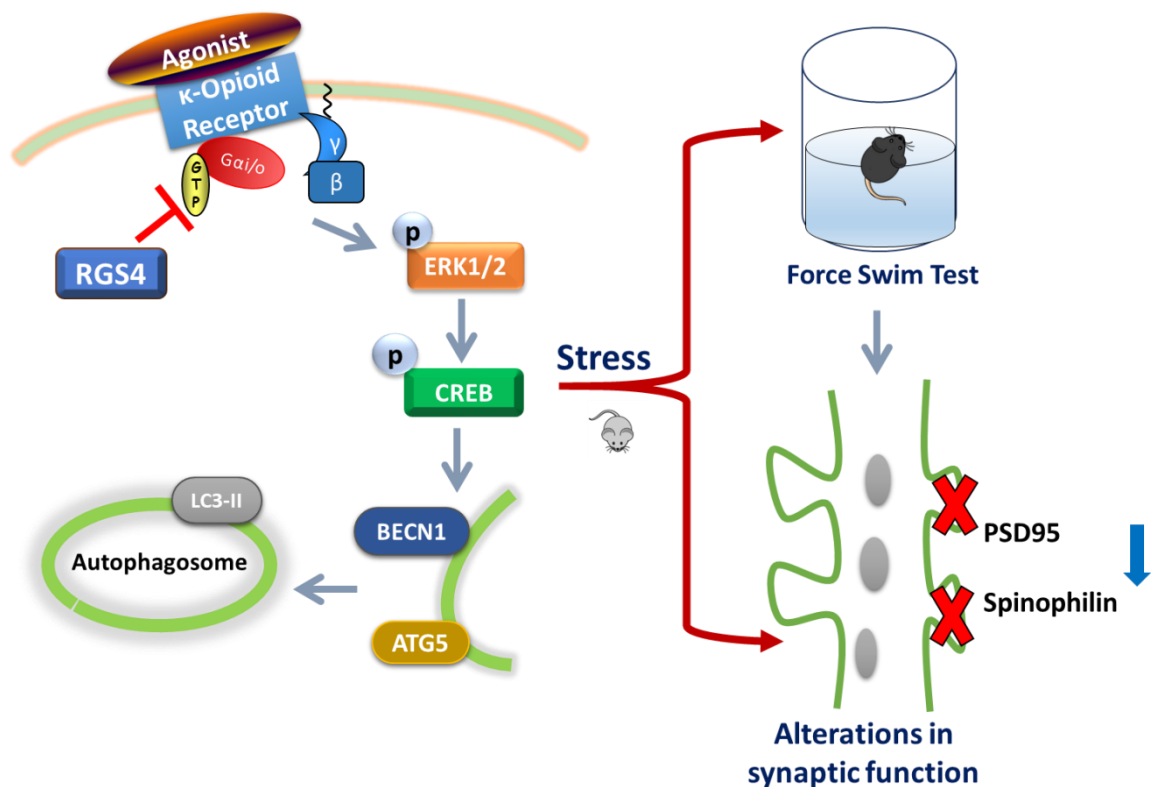 Agonist
κ-Opioid
Receptor
GTP
Gαi/o
γ
β
RGS4
p
ERK1/2
p
CREB
BECN1
ATG5
LC3-II
Autophagosome
Stress
Force Swim Test
PSD95
Spinophilin
Alterations in
synaptic function